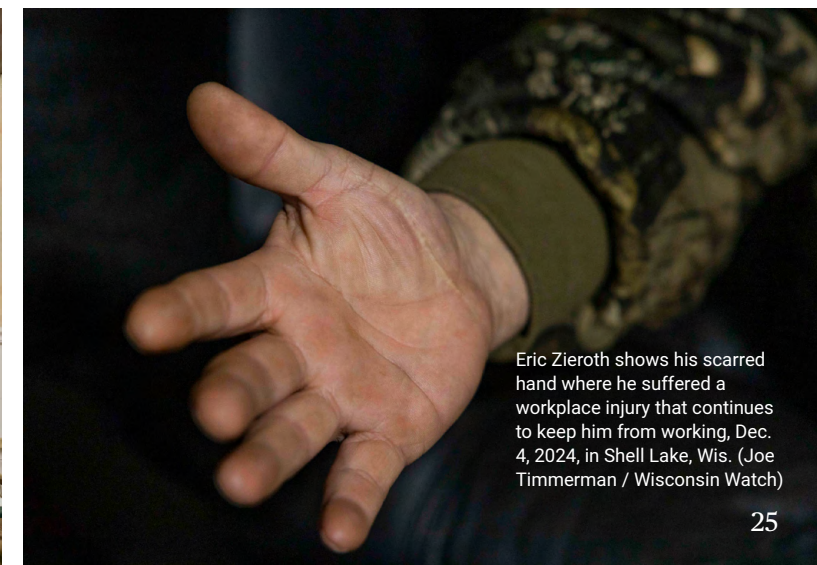 Eric Zieroth shows his scarred
hand where he suffered a
workplace injury that continues
to keep him from working, Dec.
4, 2024, in Shell Lake, Wis. (Joe
Timmerman / Wisconsin Watch)
25